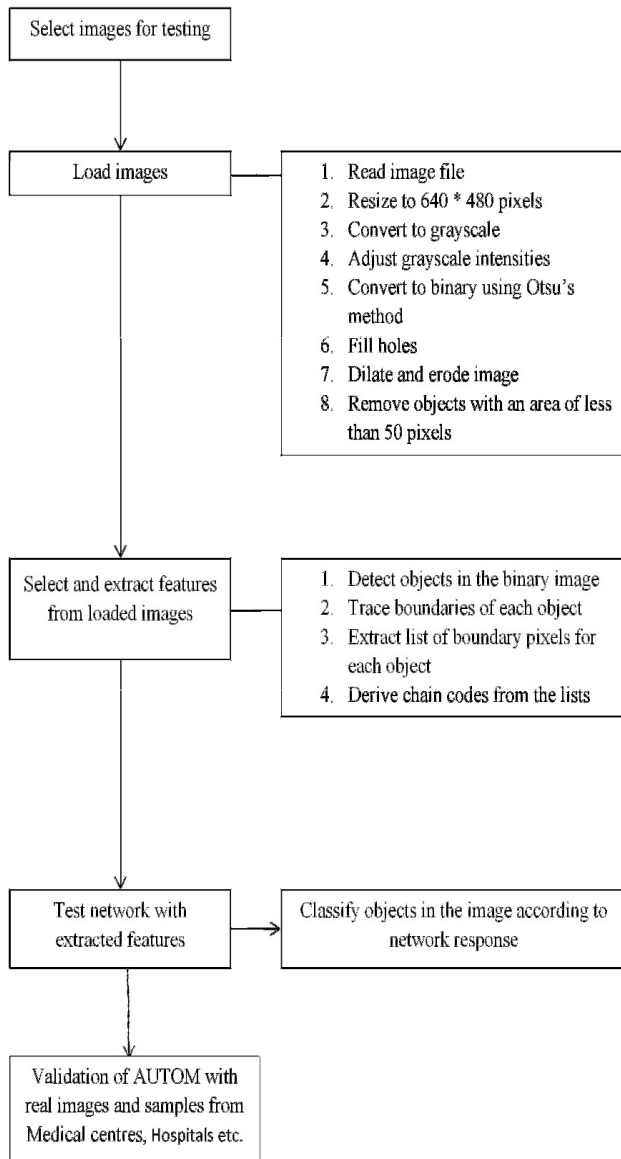 Select images for testing
Load images
1. Read image file
2. Resize to 640 * 480 pixels
3. Convert to grayscale
4. Adjust grayscale intensities
5. Convert to binary using Otsu’s
method
6. Fill holes
7. Dilate and erode image
8. Remove objects with an area of less
than 50 pixels
Select and extract features
from loaded images
1. Detect objects in the binary image
2. Trace boundaries of each object
3. Extract list of boundary pixels for
each object
4. Derive chain codes from the lists
Test network with
extracted features
Classify objects in the image according to
network response
Validation of AUTOM with
real images and samples from
Medical centres, Hospitals etc.